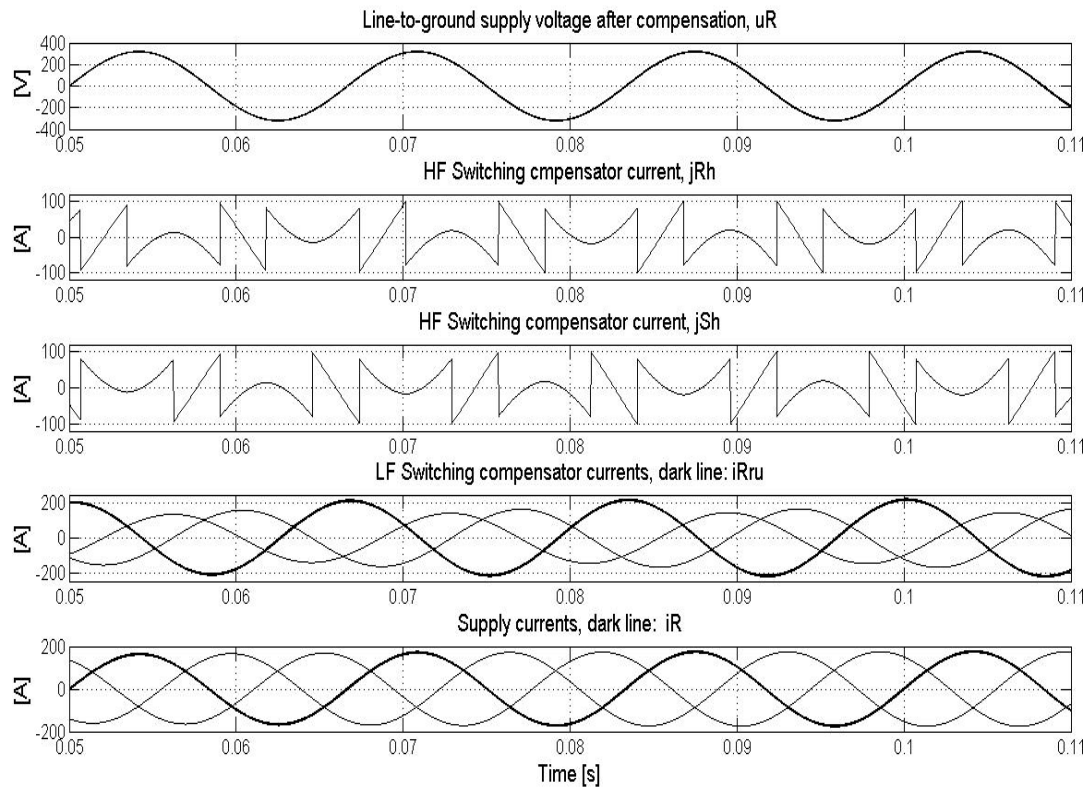 Line-to-ground supply voltage after compensation, uR
[V]
400
200
0
-200
-400
0.05 0.06 0.07 0.08 0.09 0.1 0.11
HF Switching cmpensator current, jRh
[A]
100
0
-100
0.05 0.06 0.07 0.08 0.09 0.1 0.11
HF Switching compensator current, jSh
[A]
100
0
-100
0.05 0.06 0.07 0.08 0.09 0.1 0.11
LF Switching compensator currents, dark line: iRru
[A]
200
0
-200
0.05 0.06 0.07 0.08 0.09 0.1 0.11
Supply currents, dark line: iR
[A]
200
0
-200
0.05 0.06 0.07 0.08 0.09 0.1 0.11
Time [s]